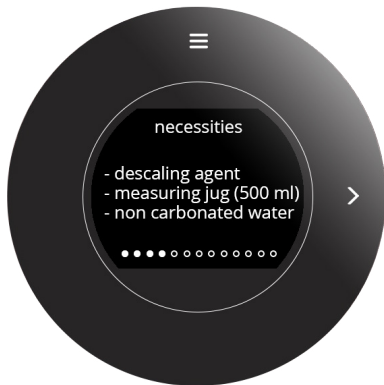 necessities
- descaling agent
- measuring jug (500 ml)
- non carbonated water